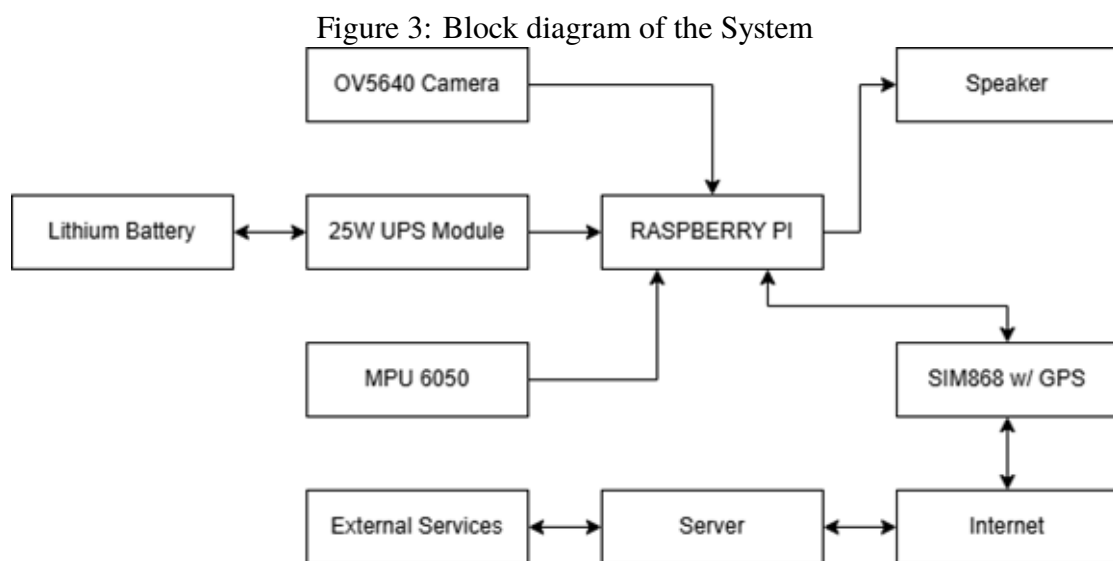 Figure 3: Block diagram of the System
OV5640 Camera
Speaker
Lithium Battery
25W UPS Module
RASPBERRY PI
MPU 6050
SIM868 w/ GPS
External Services
Server
Internet